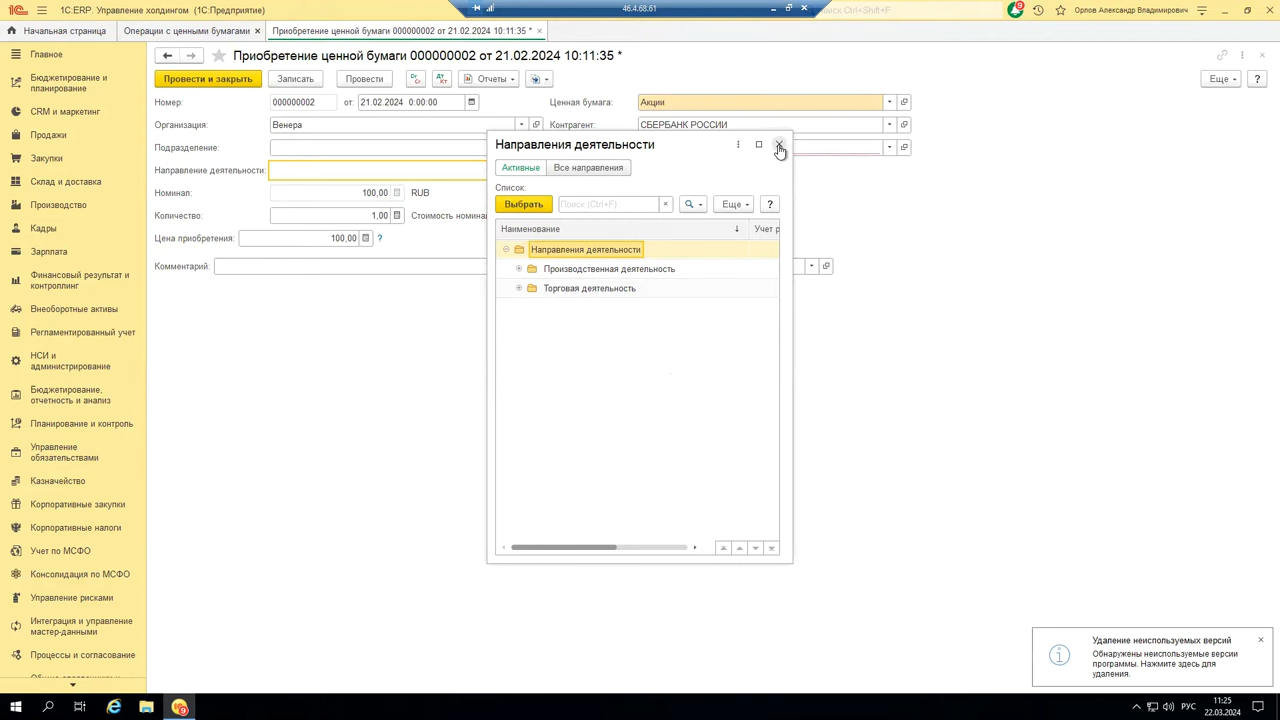 1С:ERP. Управление холдингом (1С:Предприятие)
46.4.68.61
поиск Ctrl+Shift+F
9
Орлов Александр Владимирович
Начальная страница
Операции с ценными бумагами ×
Приобретение ценной бумаги 000000002 от 21.02.2024 10:11:35 * ×
Главное
Бюджетирование и
планирование
CRM и маркетинг
Продажи
Закупки
Склад и доставка
Производство
Кадры
Зарплата
Финансовый результат и
контроллинг
Внеоборотные активы
Регламентированный учет
НСИ и
администрирование
Бюджетирование,
отчетность и анализ
Планирование и контроль
Управление
обязательствами
Казначейство
Корпоративные закупки
Корпоративные налоги
Учет по МСФО
Консолидация по МСФО
Управление рисками
Интеграция и управление
мастер-данными
Процессы и согласование
Приобретение ценной бумаги 000000002 от 21.02.2024 10:11:35 *
Провести и закрыть
Записать
Провести
Отчеты
Еще
?
Номер: 000000002 от: 21.02.2024 0:00:00 Ценная бумага: Акции
Организация: Венера Контрагент: СБЕРБАНК РОССИИ
Подразделение:
Направление деятельности:
Номинал: 100,00 RUB
Количество: 1,00 Стоимость номинал
Цена приобретения: 100,00 ?
Комментарий:
Направления деятельности
Активные Все направления
Список:
Выбрать Поиск (Ctrl+F) × Еще ?
Наименование ↓ Учет р
Направления деятельности
Производственная деятельность
Торговая деятельность
Удаление неиспользуемых версий
Обнаружены неиспользуемые версии
программы. Нажмите здесь для
удаления.
РУС
11:25
22.03.2024